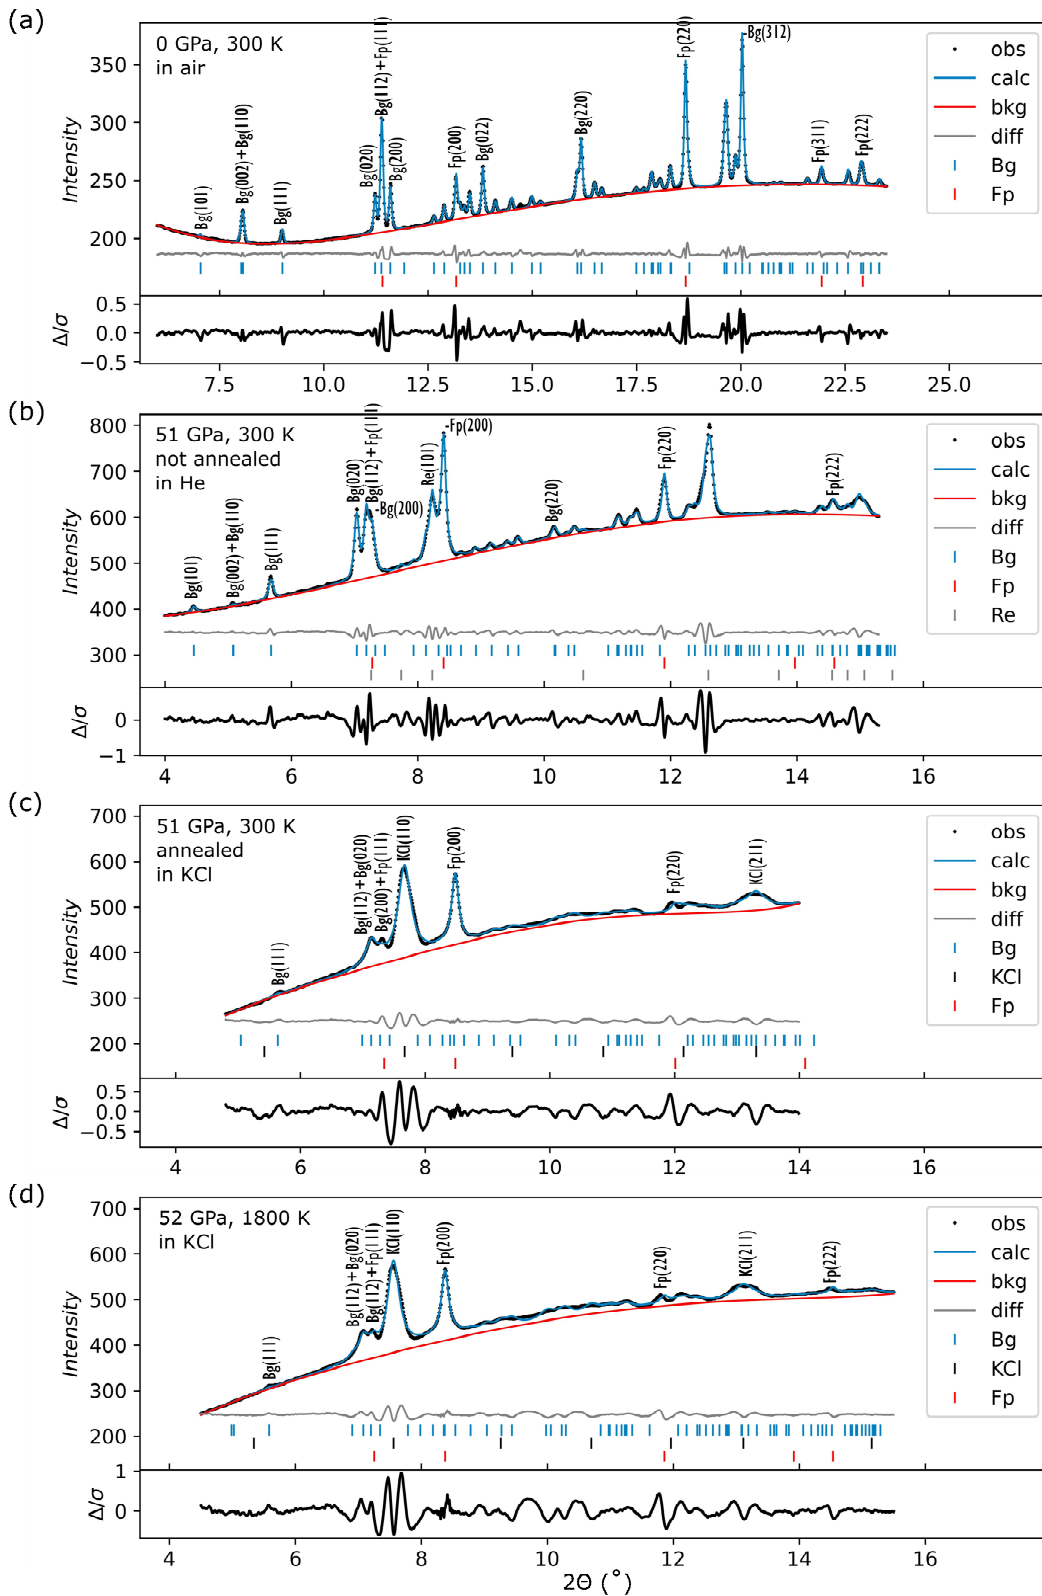 (a)
0 GPa, 300 K
in air
Intensity
350
300
250
200
Bg(101)
Bg(002)+Bg(110)
Bg(111)
Bg(020)
Bg(112)+Fp(111)
Bg(200)
Fp(200)
Bg(022)
Bg(220)
Fp(220)
-Bg(312)
Fp(311)
Fp(222)
obs
calc
bkg
diff
Bg
Fp
Δ/σ
0.5
0.0
−0.5
7.5 10.0 12.5 15.0 17.5 20.0 22.5 25.0
(b)
51 GPa, 300 K
not annealed
in He
Intensity
800
700
600
500
400
300
Bg(101)
Bg(002)+Bg(110)
Bg(111)
Bg(020)
Bg(112)+Fp(111)
-Bg(200)
Re(101)
-Fp(200)
Bg(220)
Fp(220)
Fp(222)
obs
calc
bkg
diff
Bg
Fp
Re
Δ/σ
0
−1
4 6 8 10 12 14 16
(c)
51 GPa, 300 K
annealed
in KCl
Intensity
700
600
500
400
300
200
Bg(111)
Bg(112)+Bg(020)
Bg(200)+Fp(111)
KCl(110)
Fp(200)
Fp(220)
KCl(211)
obs
calc
bkg
diff
Bg
KCl
Fp
Δ/σ
0.5
0.0
−0.5
4 6 8 10 12 14 16
(d)
52 GPa, 1800 K
in KCl
Intensity
700
600
500
400
300
200
Bg(111)
Bg(112)+Bg(020)
Bg(112)+Fp(111)
KCl(110)
Fp(200)
Fp(220)
KCl(211)
Fp(222)
obs
calc
bkg
diff
Bg
KCl
Fp
Δ/σ
1
0
4 6 8 10 12 14 16
2Θ (°)